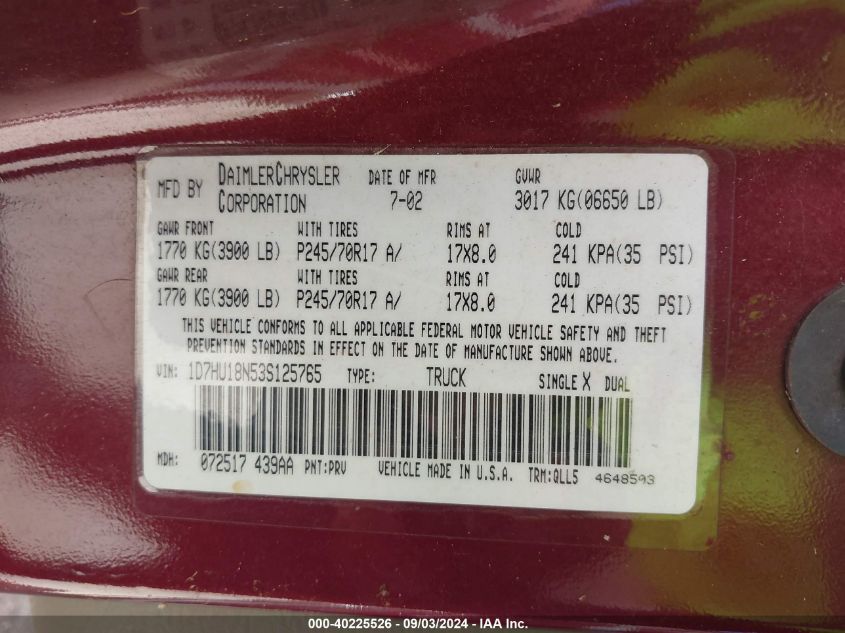 MFD BY DAIMLERCHRYSLER CORPORATION DATE OF MFR 7-02 GVWR 3017 KG(06650 LB)
GAWR FRONT WITH TIRES RIMS AT COLD
1770 KG(3900 LB) P245/70R17 A/ 17X8.0 241 KPA(35 PSI)
GAWR REAR WITH TIRES RIMS AT COLD
1770 KG(3900 LB) P245/70R17 A/ 17X8.0 241 KPA(35 PSI)
THIS VEHICLE CONFORMS TO ALL APPLICABLE FEDERAL MOTOR VEHICLE SAFETY AND THEFT
PREVENTION STANDARDS IN EFFECT ON THE DATE OF MANUFACTURE SHOWN ABOVE.
VIN: 1D7HU18N53S125765 TYPE: TRUCK SINGLE X DUAL
MDH: 072517 439AA PNT:PRV VEHICLE MADE IN U.S.A. TRM:QLL5 4648593
000-40225526 - 09/03/2024 - IAA Inc.